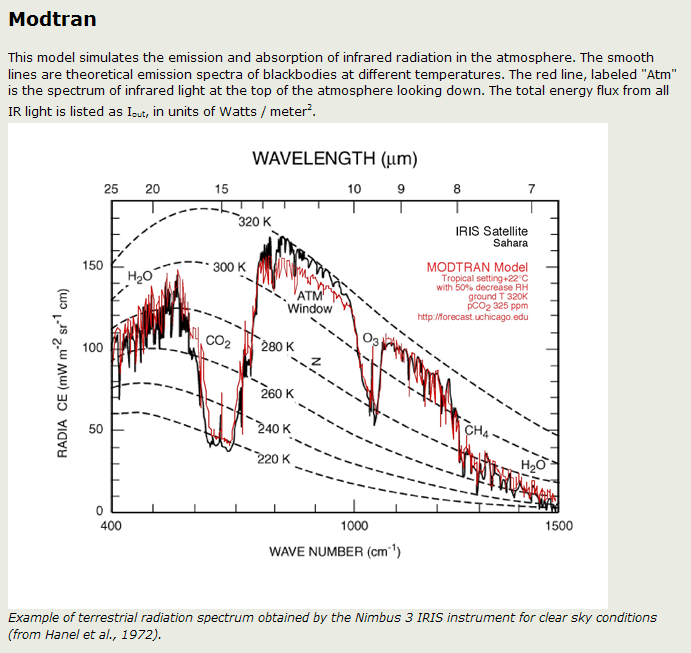 Modtran
This model simulates the emission and absorption of infrared radiation in the atmosphere. The smooth
lines are theoretical emission spectra of blackbodies at different temperatures. The red line, labeled "Atm"
is the spectrum of infrared light at the top of the atmosphere looking down. The total energy flux from all
IR light is listed as Iout, in units of Watts / meter².
WAVELENGTH (μm)
25 20 15 10 9 8 7
320 K
IRIS Satellite
Sahara
150
H₂O
300 K
MODTRAN Model
Tropical setting+22°C
with 50% decrease RH
ground T 320K
pCO₂ 325 ppm
http://forecast.uchicago.edu
ATM
Window
100
CO₂
280 K
O₃
N
260 K
50
240 K
CH₄
220 K
H₂O
0
RADIA CE (mW m⁻² sr⁻¹ cm)
400 1000 1500
WAVE NUMBER (cm⁻¹)
Example of terrestrial radiation spectrum obtained by the Nimbus 3 IRIS instrument for clear sky conditions
(from Hanel et al., 1972).